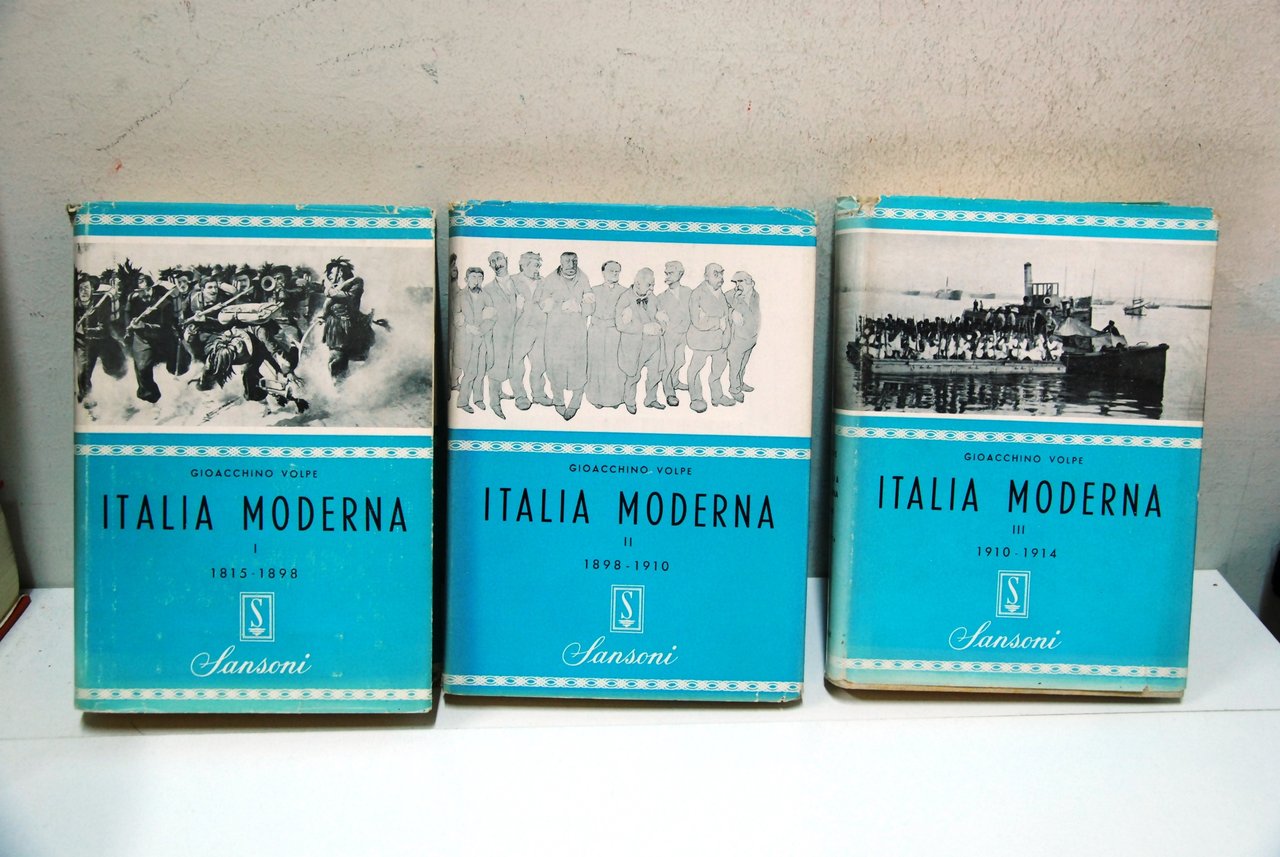 GIOACCHINO VOLPE
ITALIA MODERNA
I
1815-1898
S
Sansoni
GIOACCHINO VOLPE
ITALIA MODERNA
II
1898-1910
S
Sansoni
GIOACCHINO VOLPE
ITALIA MODERNA
III
1910-1914
S
Sansoni